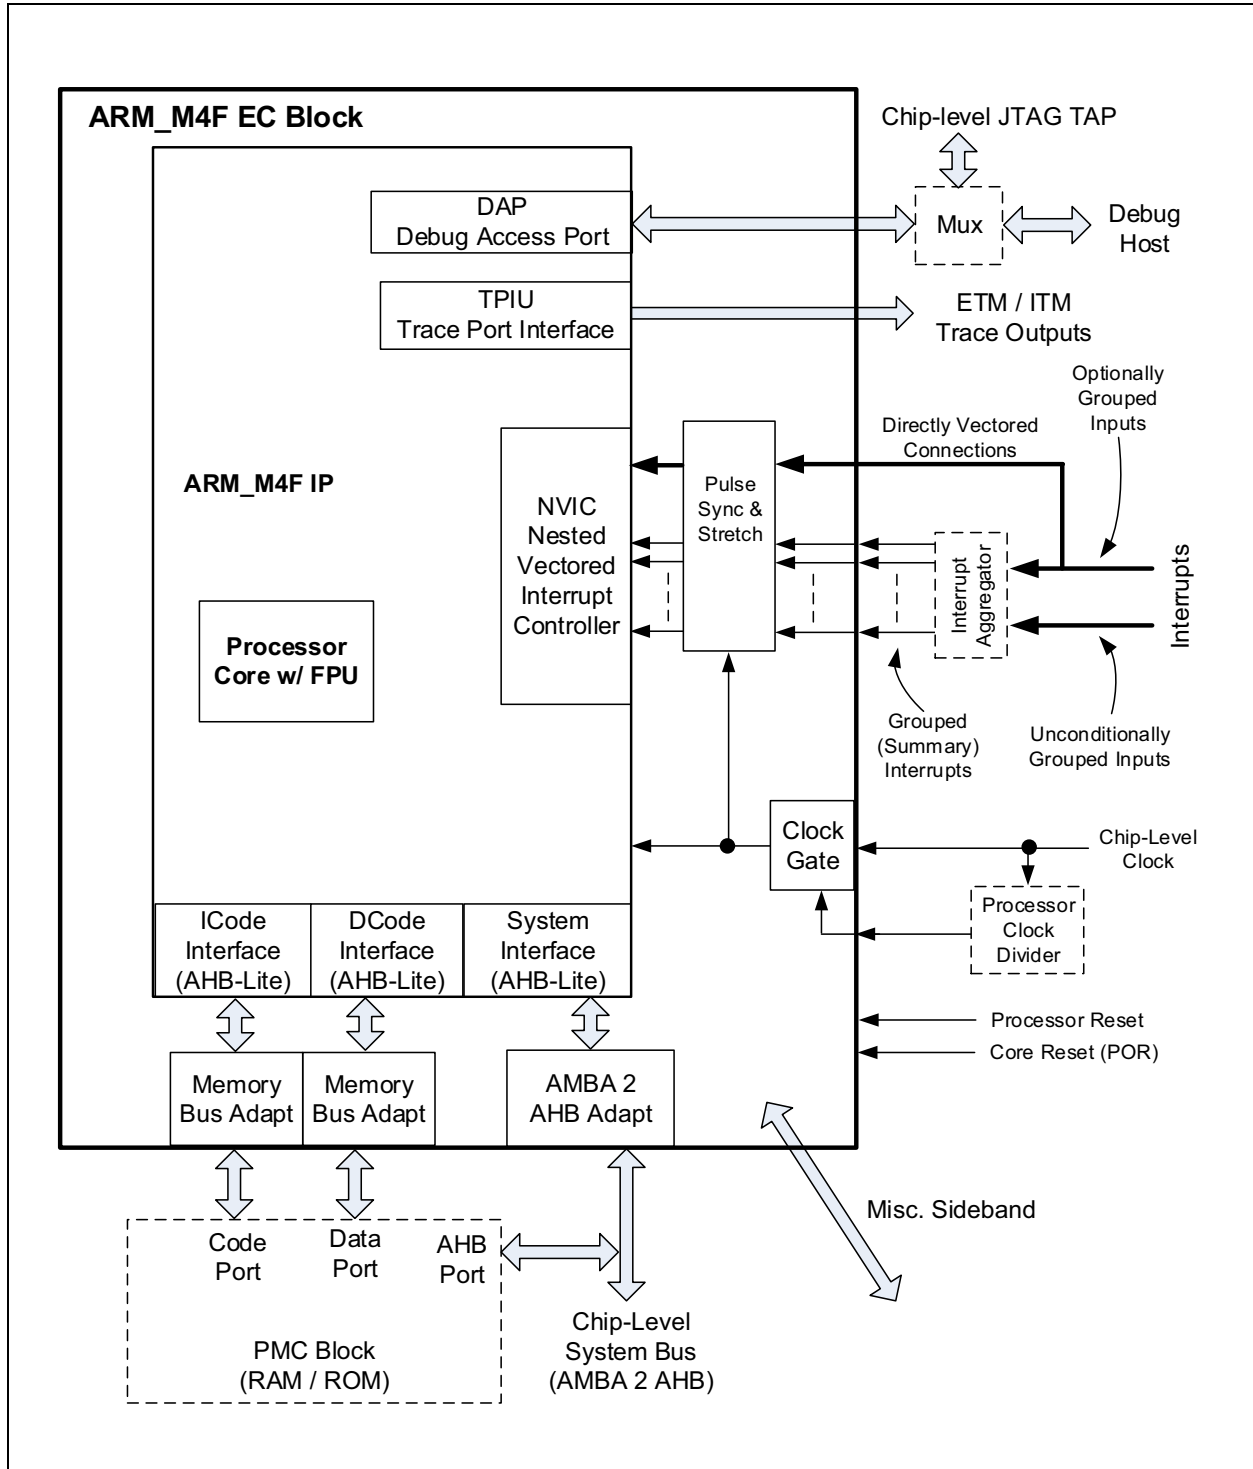 ARM_M4F EC Block
Chip-level JTAG TAP
DAP
Debug Access Port
Mux
Debug
Host
TPIU
Trace Port Interface
ETM / ITM
Trace Outputs
Optionally
Grouped
Inputs
Directly Vectored
Connections
ARM_M4F IP
NVIC
Nested
Vectored
Interrupt
Controller
Pulse
Sync &
Stretch
Interrupt
Aggregator
Interrupts
Processor
Core w/ FPU
Grouped
(Summary)
Interrupts
Unconditionally
Grouped Inputs
Clock
Gate
Chip-Level
Clock
Processor
Clock
Divider
ICode
Interface
(AHB-Lite)
DCode
Interface
(AHB-Lite)
System
Interface
(AHB-Lite)
Processor Reset
Core Reset (POR)
Memory
Bus Adapt
Memory
Bus Adapt
AMBA 2
AHB Adapt
Misc. Sideband
Code
Port
Data
Port
AHB
Port
PMC Block
(RAM / ROM)
Chip-Level
System Bus
(AMBA 2 AHB)